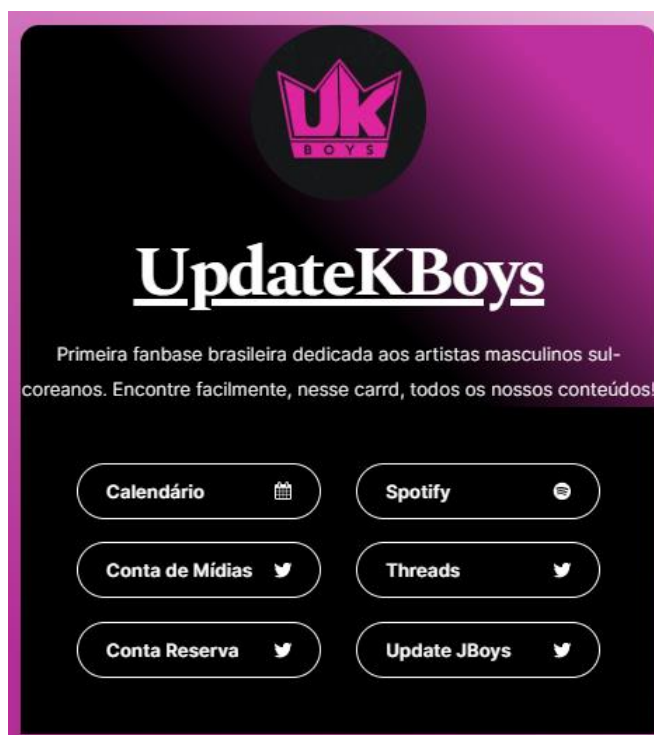 UK
BOYS
UpdateKBoys
Primeira fanbase brasileira dedicada aos artistas masculinos sul-
coreanos. Encontre facilmente, nesse carrd, todos os nossos conteúdos!
Calendário
Spotify
Conta de Mídias
Threads
Conta Reserva
Update JBoys